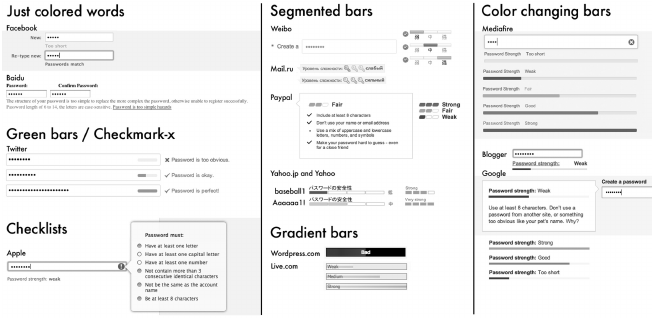 Just colored words
Facebook
New: •••••
Too short
Re-type new: •••••
Passwords match
Baidu
Password: Confirm Password:
••••• •••••
The structure of your password is too simple to replace the more complex the password, otherwise unable to register successfully.
Password length of 6 to 14, the letters are case-sensitive. Password is too simple hazards
Green bars / Checkmark-x
Twitter
•••••••• ✖ Password is too obvious.
✓ Password is okay.
✓ Password is perfect!
Checklists
Apple
Password strength: weak
Password must:
Have at least one letter
Have at least one capital letter
Have at least one number
Not contain more than 3
consecutive identical characters
Not be the same as the account
name
Be at least 8 characters
Segmented bars
Weibo
* Create a ••••••••
弱 中 强
弱 中 强
弱 中 强
Mail.ru
Уровень сложности: слабый
Уровень сложности: сильный
Paypal
Fair
✓ Include at least 8 characters
✓ Don't use your name or email address
• Use a mix of uppercase and lowercase
letters, numbers, and symbols
✓ Make your password hard to guess - even
for a close friend
Strong
Fair
Weak
Yahoo.jp and Yahoo
baseball1 パスワードの安全性 Strong
Aaaaaa1! パスワードの安全性 Very strong
Gradient bars
Wordpress.com Bad
Live.com
Weak
Medium
Strong
Color changing bars
Mediafire
••••
Password Strength Too short
Password Strength Weak
Password Strength Fair
Password Strength Good
Password Strength Strong
Blogger ••••••••
Password strength: Weak
Google
Create a password
Password strength: Weak
Use at least 8 characters. Don't use a
password from another site, or something
too obvious like your pet's name. Why?
Password strength: Strong
Password strength: Good
Password strength: Too short